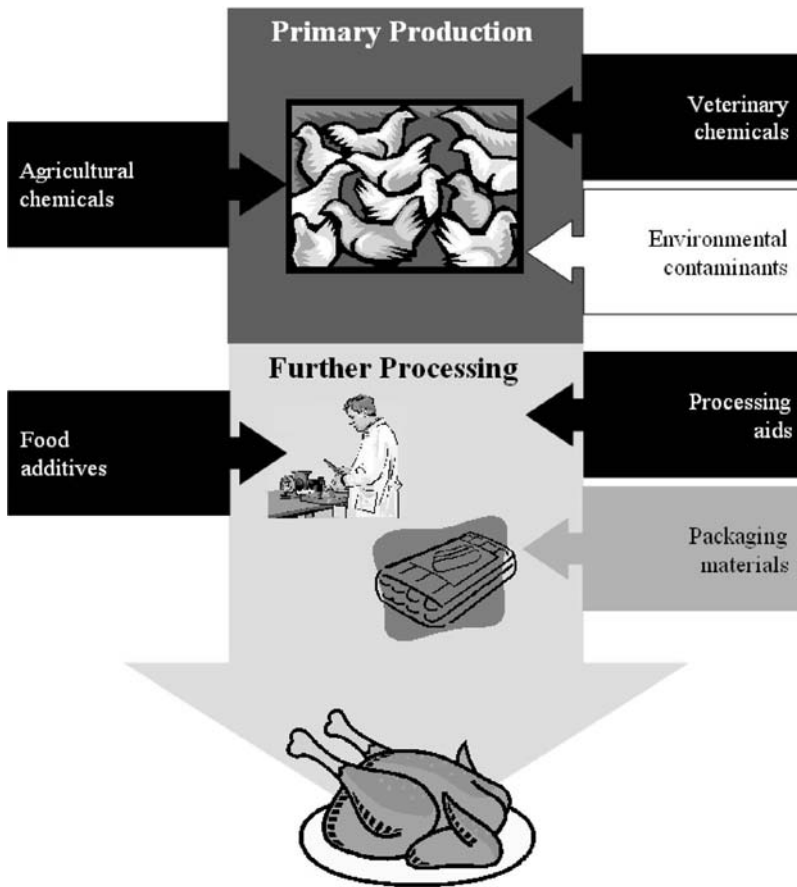 Primary Production
Veterinary
chemicals
Agricultural
chemicals
Environmental
contaminants
Further Processing
Processing
aids
Food
additives
Packaging
materials